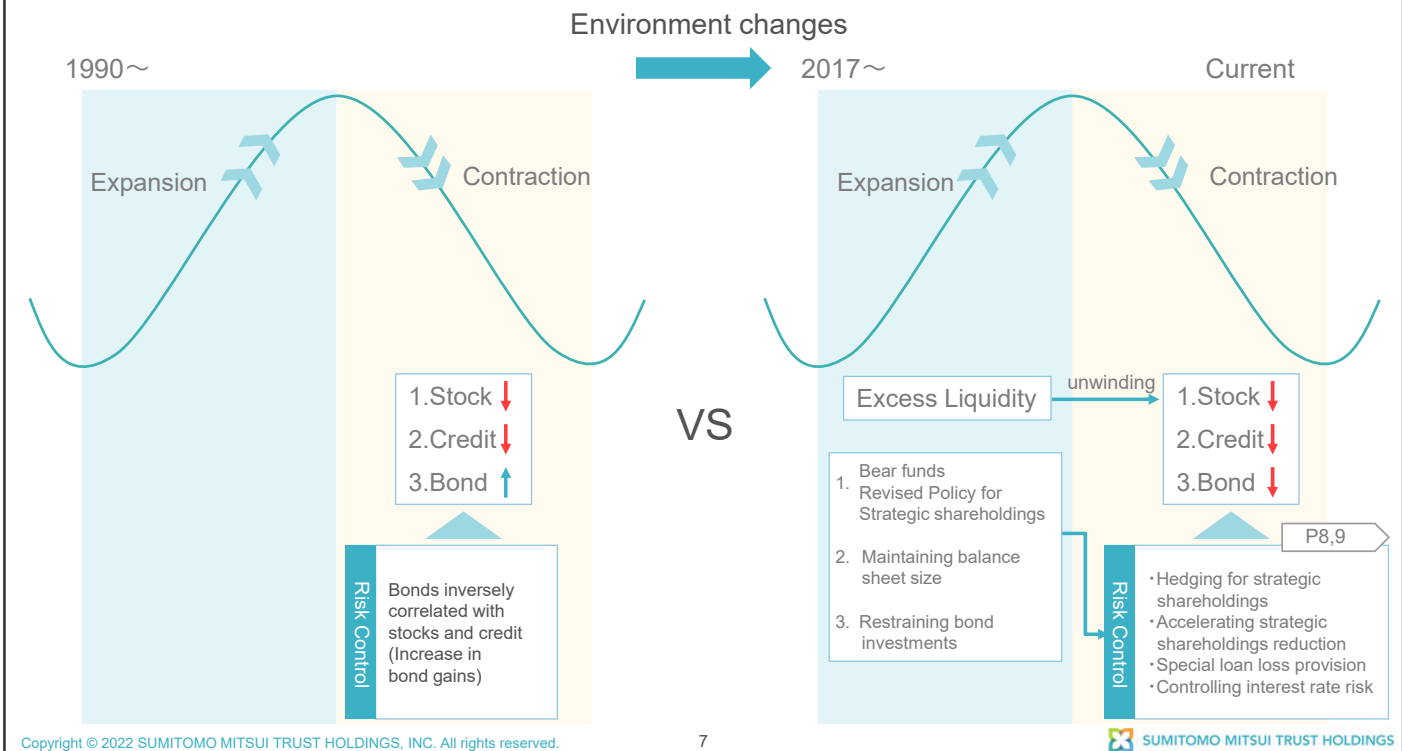 Environment changes
1990～
2017～
Current
Expansion
Contraction
Expansion
Contraction
1.Stock
2.Credit
3.Bond
VS
Excess Liquidity
unwinding
1.Stock
2.Credit
3.Bond
Risk Control
Bonds inversely
correlated with
stocks and credit
(Increase in
bond gains)
1. Bear funds
Revised Policy for
Strategic shareholdings
2. Maintaining balance
sheet size
3. Restraining bond
investments
P8,9
Risk Control
・Hedging for strategic
shareholdings
・Accelerating strategic
shareholdings reduction
・Special loan loss provision
・Controlling interest rate risk
Copyright © 2022 SUMITOMO MITSUI TRUST HOLDINGS, INC. All rights reserved.
7
SUMITOMO MITSUI TRUST HOLDINGS